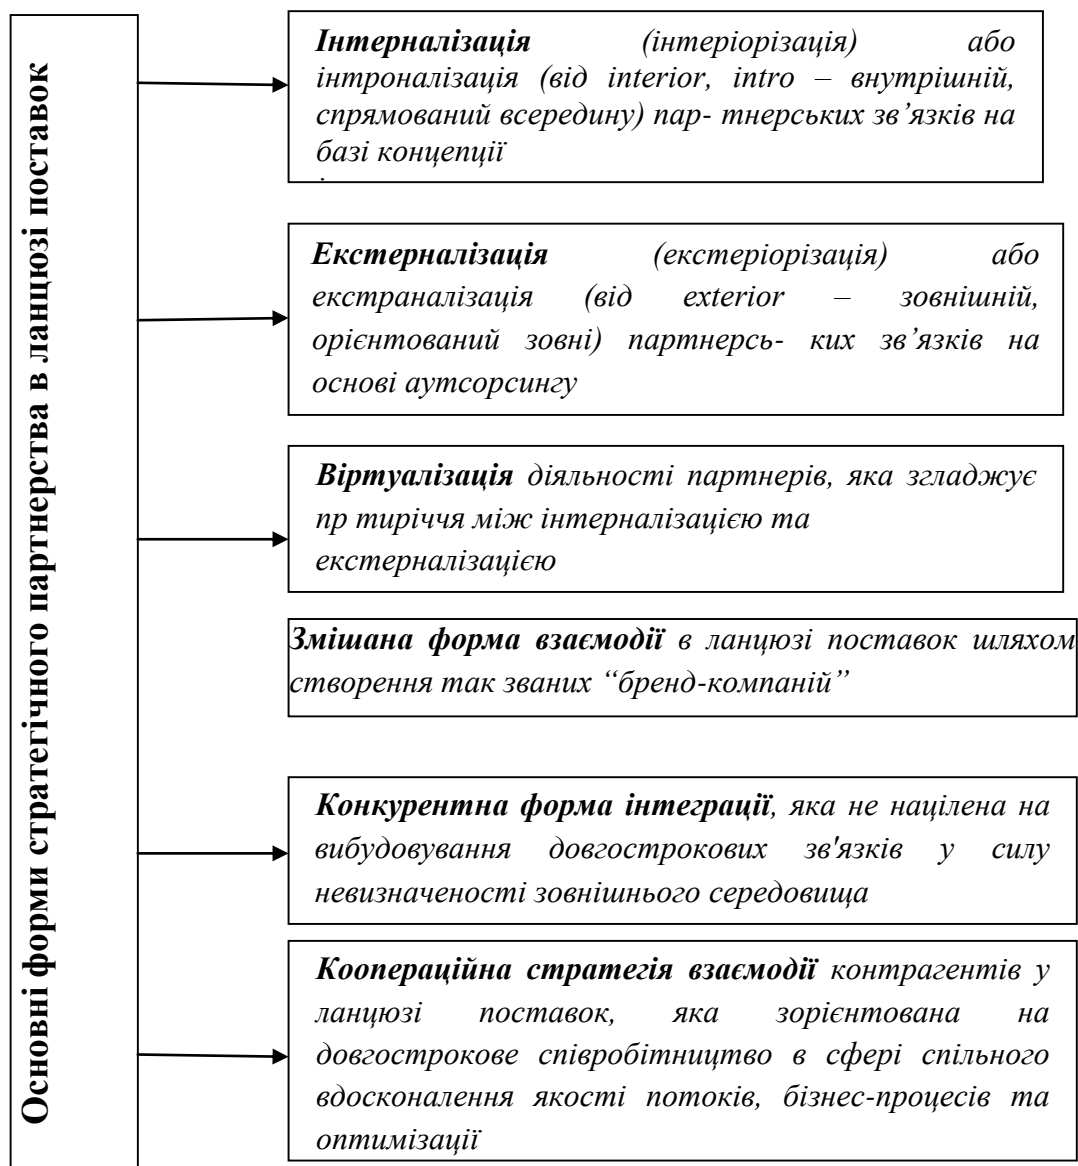 Основні форми стратегічного партнерства в ланцюзі поставок
Інтерналізація (інтеріорізація) або
інтроналізація (від interior, intro – внутрішній,
спрямований всередину) пар- тнерських зв’язків на
базі концепції
Екстерналізація (екстеріорізація) або
екстраналізація (від exterior – зовнішній,
орієнтований зовні) партнерсь- ких зв’язків на
основі аутсорсингу
Віртуалізація діяльності партнерів, яка згладжує
пр тиріччя між інтерналізацією та
екстерналізацією
Змішана форма взаємодії в ланцюзі поставок шляхом
створення так званих “бренд-компаній”
Конкурентна форма інтеграції, яка не націлена на
вибудовування довгострокових зв'язків у силу
невизначеності зовнішнього середовища
Коопераційна стратегія взаємодії контрагентів у
ланцюзі поставок, яка зорієнтована на
довгострокове співробітництво в сфері спільного
вдосконалення якості потоків, бізнес-процесів та
оптимізації